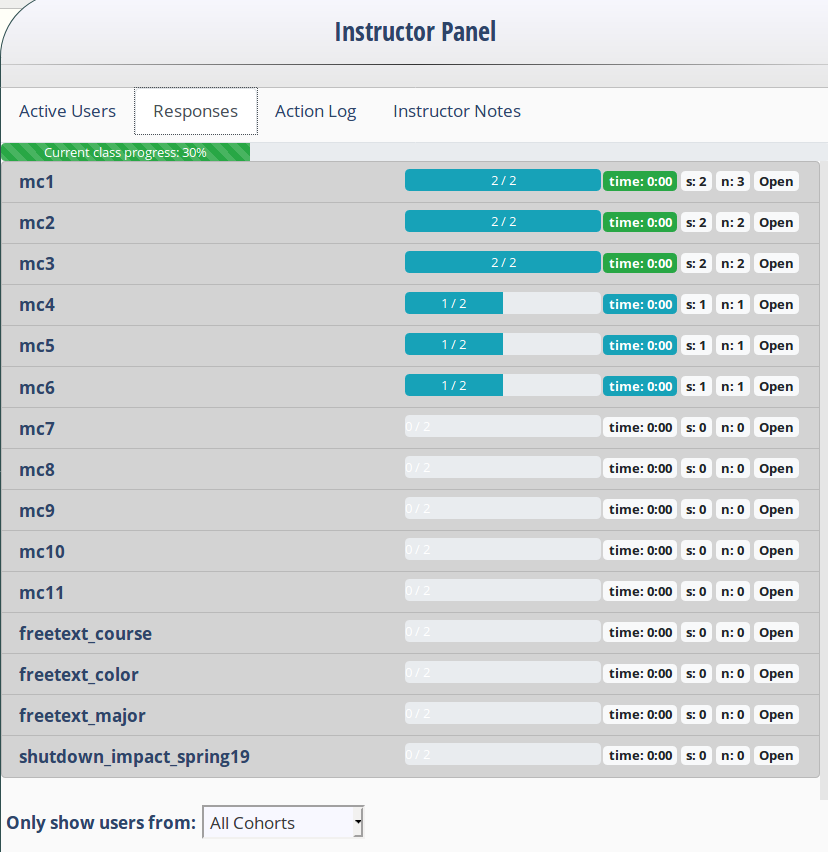 Instructor Panel
Active Users Responses Action Log Instructor Notes
Current class progress: 30%
mc1 2 / 2 time: 0:00 s: 2 n: 3 Open
mc2 2 / 2 time: 0:00 s: 2 n: 2 Open
mc3 2 / 2 time: 0:00 s: 2 n: 2 Open
mc4 1 / 2 time: 0:00 s: 1 n: 1 Open
mc5 1 / 2 time: 0:00 s: 1 n: 1 Open
mc6 1 / 2 time: 0:00 s: 1 n: 1 Open
mc7 0 / 2 time: 0:00 s: 0 n: 0 Open
mc8 0 / 2 time: 0:00 s: 0 n: 0 Open
mc9 0 / 2 time: 0:00 s: 0 n: 0 Open
mc10 0 / 2 time: 0:00 s: 0 n: 0 Open
mc11 0 / 2 time: 0:00 s: 0 n: 0 Open
freetext_course 0 / 2 time: 0:00 s: 0 n: 0 Open
freetext_color 0 / 2 time: 0:00 s: 0 n: 0 Open
freetext_major 0 / 2 time: 0:00 s: 0 n: 0 Open
shutdown_impact_spring19 0 / 2 time: 0:00 s: 0 n: 0 Open
Only show users from: All Cohorts